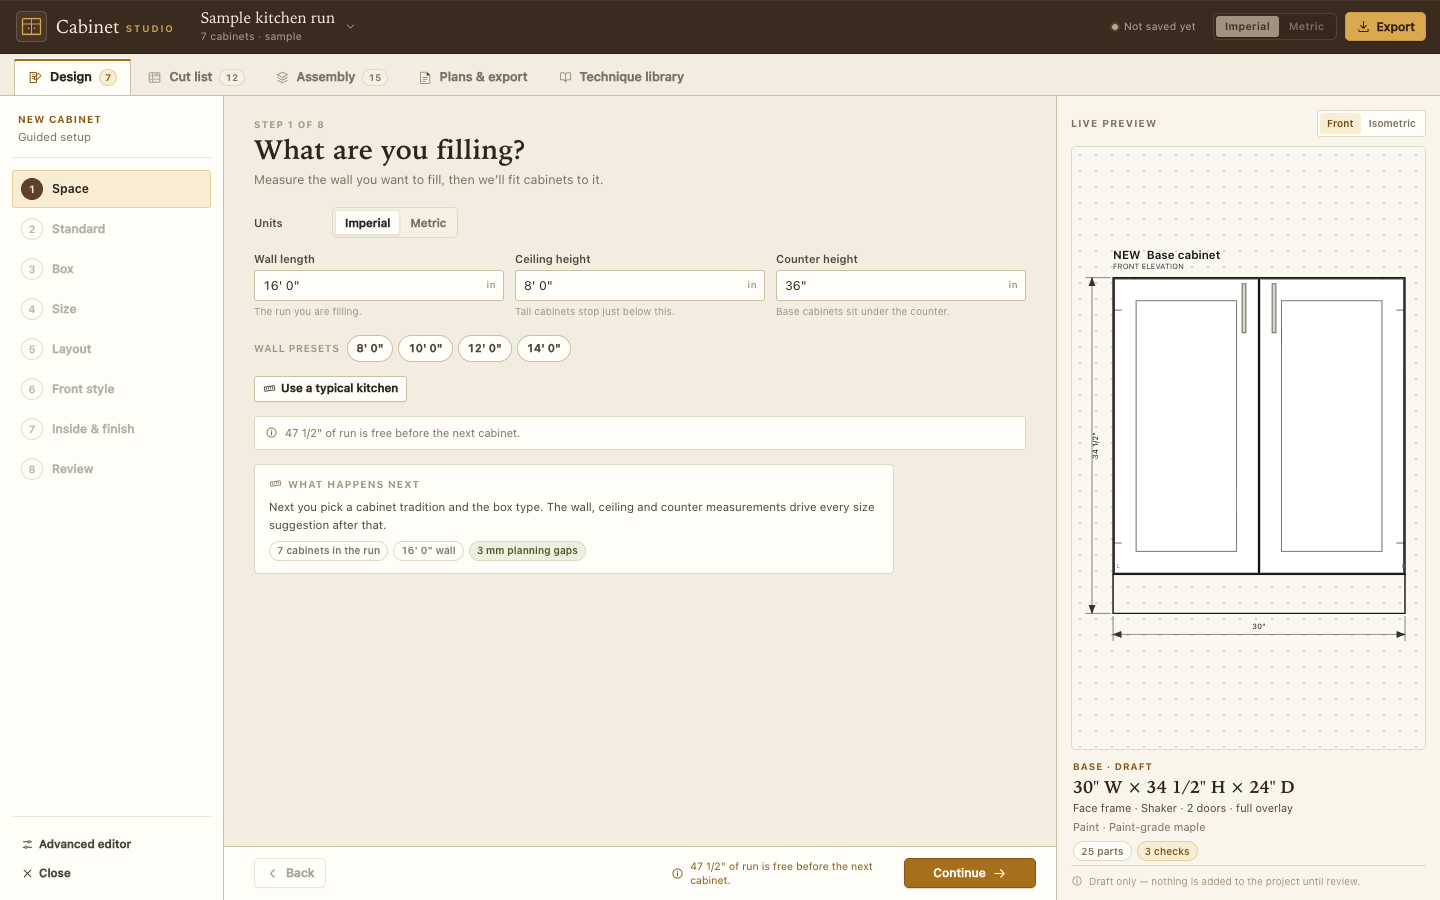 Cabinet STUDIO
Sample kitchen run
7 cabinets · sample
Not saved yet
Imperial
Metric
Export
Design 7
Cut list 12
Assembly 15
Plans & export
Technique library
NEW CABINET
Guided setup
1 Space
2 Standard
3 Box
4 Size
5 Layout
6 Front style
7 Inside & finish
8 Review
Advanced editor
Close
STEP 1 OF 8
What are you filling?
Measure the wall you want to fill, then we'll fit cabinets to it.
Units
Imperial
Metric
Wall length
16' 0" in
The run you are filling.
Ceiling height
8' 0" in
Tall cabinets stop just below this.
Counter height
36" in
Base cabinets sit under the counter.
WALL PRESETS 8' 0" 10' 0" 12' 0" 14' 0"
Use a typical kitchen
47 1/2" of run is free before the next cabinet.
WHAT HAPPENS NEXT
Next you pick a cabinet tradition and the box type. The wall, ceiling and counter measurements drive every size
suggestion after that.
7 cabinets in the run
16' 0" wall
3 mm planning gaps
Back
47 1/2" of run is free before the next
cabinet.
Continue
LIVE PREVIEW
Front
Isometric
NEW Base cabinet
FRONT ELEVATION
34 1/2"
30"
BASE · DRAFT
30" W × 34 1/2" H × 24" D
Face frame · Shaker · 2 doors · full overlay
Paint · Paint-grade maple
25 parts
3 checks
Draft only — nothing is added to the project until review.